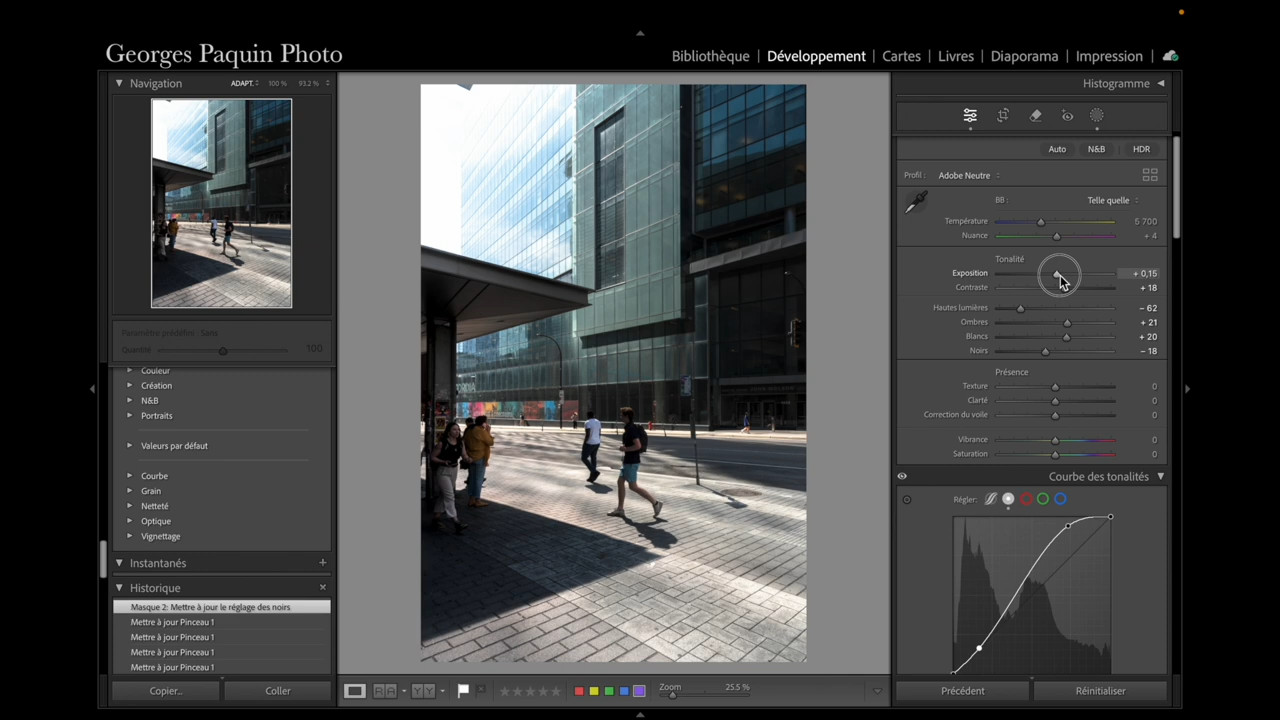 Georges Paquin Photo
Bibliothèque | Développement | Cartes | Livres | Diaporama | Impression |
Navigation ADAPT. 100 % 93.2 %
Paramètre prédéfini : Sans
Quantité 100
Couleur
Création
N&B
Portraits
Valeurs par défaut
Courbe
Grain
Netteté
Optique
Vignettage
Instantanés +
Historique ×
Masque 2: Mettre à jour le réglage des noirs
Mettre à jour Pinceau 1
Mettre à jour Pinceau 1
Mettre à jour Pinceau 1
Mettre à jour Pinceau 1
Copier... Coller
Zoom 25.5 %
Histogramme
Auto N&B HDR
Profil : Adobe Neutre
BB : Telle quelle
Température 5 700
Nuance + 4
Tonalité
Exposition + 0,15
Contraste + 18
Hautes lumières − 62
Ombres + 21
Blancs + 20
Noirs − 18
Présence
Texture 0
Clarté 0
Correction du voile 0
Vibrance 0
Saturation 0
Courbe des tonalités
Régler:
Précédent Réinitialiser